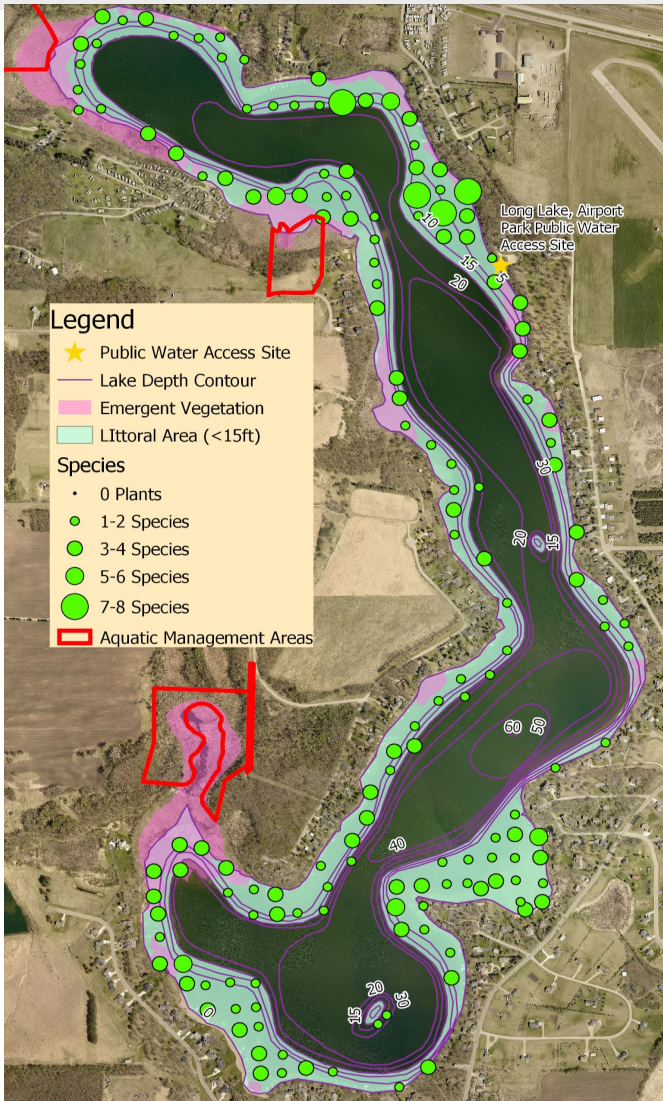 10
Long Lake, Airport
Park Public Water
Access Site
15
5
20
Legend
Public Water Access Site
Lake Depth Contour
Emergent Vegetation
LIttoral Area (<15ft)
Species
0 Plants
1-2 Species
3-4 Species
5-6 Species
7-8 Species
Aquatic Management Areas
30
20
15
60
50
40
20
30
15
0